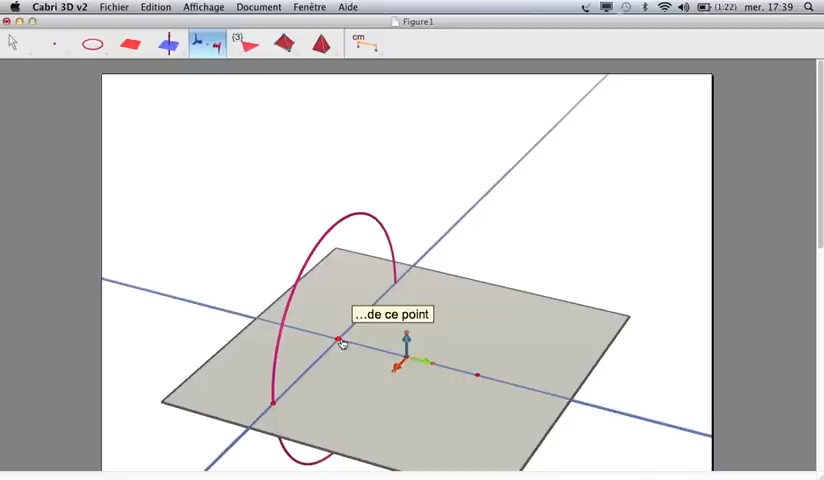 Cabri 3D v2 Fichier Edition Affichage Document Fenêtre Aide (1:22) mer. 17:39
Figure1
{3} cm
...de ce point